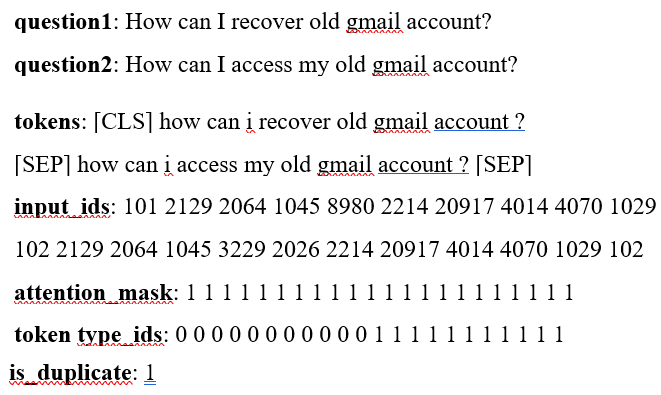 question1: How can I recover old gmail account?
question2: How can I access my old gmail account?
tokens: [CLS] how can i recover old gmail account ?
[SEP] how can i access my old gmail account ? [SEP]
input_ids: 101 2129 2064 1045 8980 2214 20917 4014 4070 1029
102 2129 2064 1045 3229 2026 2214 20917 4014 4070 1029 102
attention_mask: 1 1 1 1 1 1 1 1 1 1 1 1 1 1 1 1 1 1 1 1 1 1
token type_ids: 0 0 0 0 0 0 0 0 0 0 0 1 1 1 1 1 1 1 1 1 1 1
is_duplicate: 1